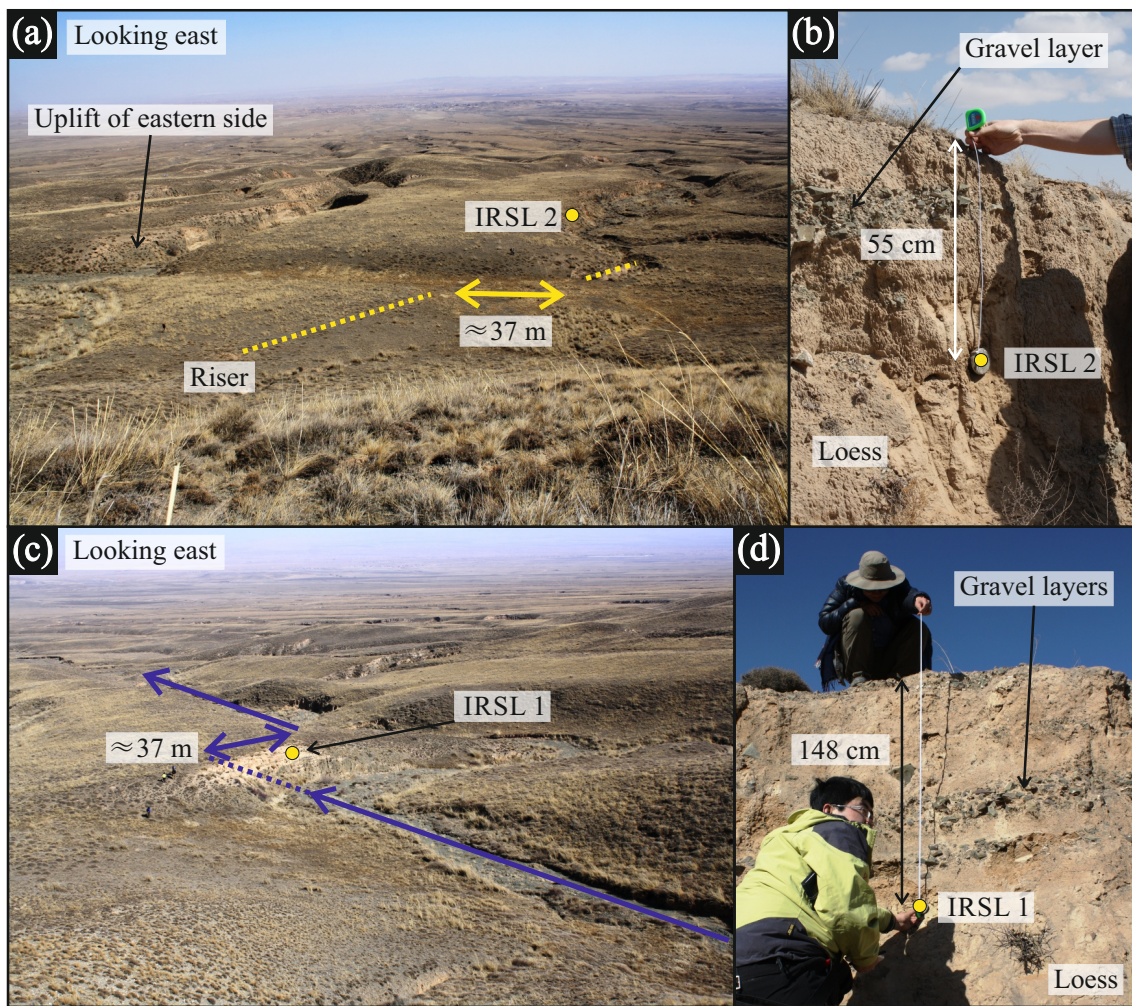 (a)
Looking east
Uplift of eastern side
IRSL 2
≈37 m
Riser
(b)
Gravel layer
55 cm
IRSL 2
Loess
(c)
Looking east
IRSL 1
≈37 m
(d)
Gravel layers
148 cm
IRSL 1
Loess